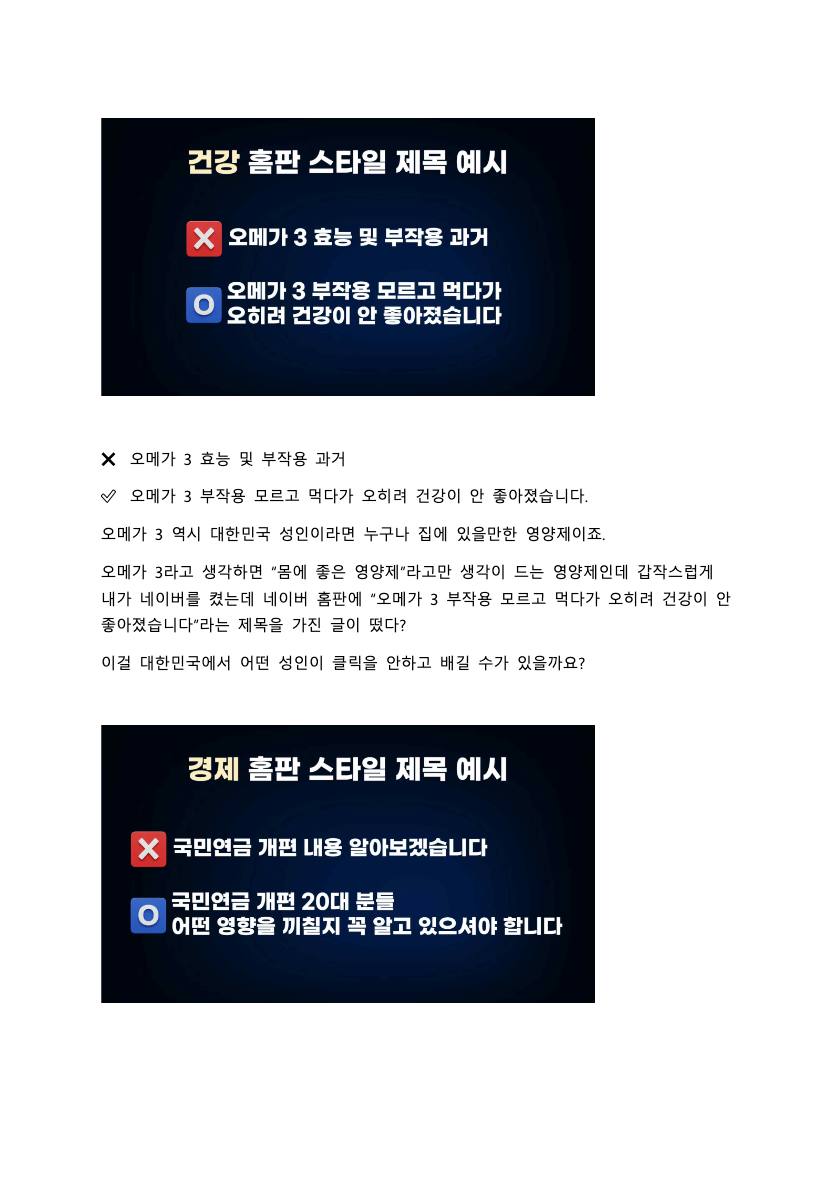 건강 홈판 스타일 제목 예시
❌ 오메가 3 효능 및 부작용 과거
O 오메가 3 부작용 모르고 먹다가
오히려 건강이 안 좋아졌습니다
❌ 오메가 3 효능 및 부작용 과거
✅ 오메가 3 부작용 모르고 먹다가 오히려 건강이 안 좋아졌습니다.
오메가 3 역시 대한민국 성인이라면 누구나 집에 있을만한 영양제이죠.
오메가 3라고 생각하면 "몸에 좋은 영양제"라고만 생각이 드는 영양제인데 갑작스럽게
내가 네이버를 켰는데 네이버 홈판에 "오메가 3 부작용 모르고 먹다가 오히려 건강이 안
좋아졌습니다"라는 제목을 가진 글이 떴다?
이걸 대한민국에서 어떤 성인이 클릭을 안하고 배길 수가 있을까요?
경제 홈판 스타일 제목 예시
❌ 국민연금 개편 내용 알아보겠습니다
O 국민연금 개편 20대 분들
어떤 영향을 끼칠지 꼭 알고 있으셔야 합니다